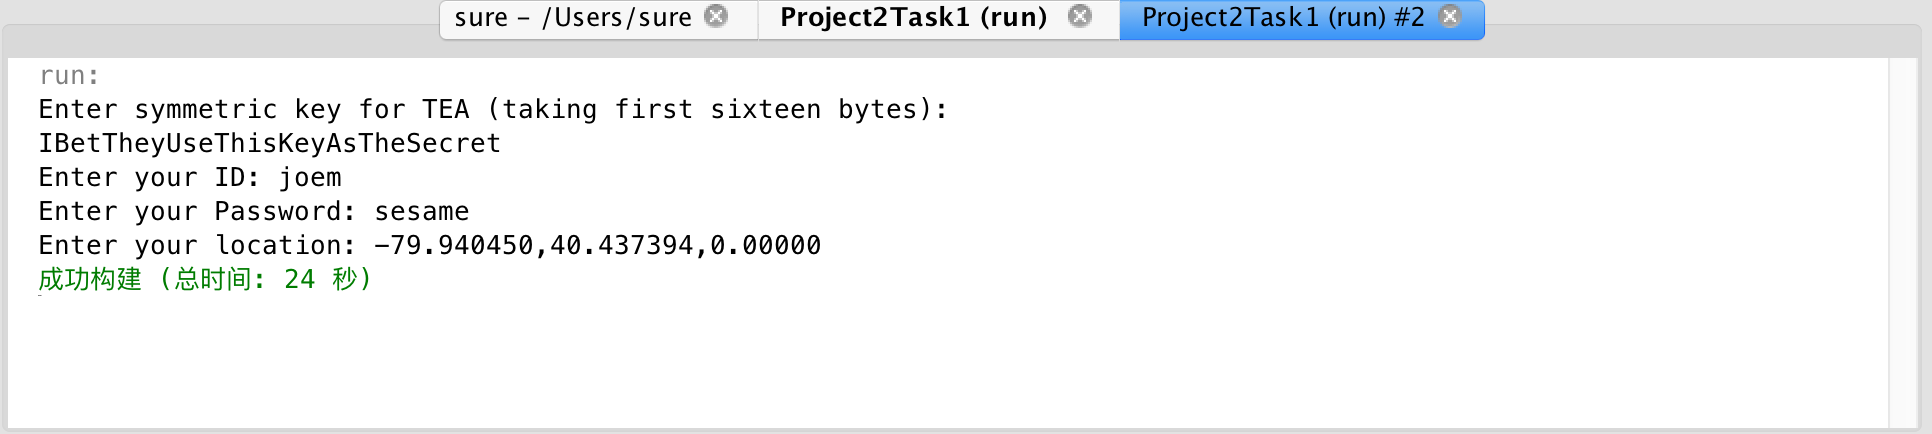 sure - /Users/sure Project2Task1 (run) Project2Task1 (run) #2
run:
Enter symmetric key for TEA (taking first sixteen bytes):
IBetTheyUseThisKeyAsTheSecret
Enter your ID: joem
Enter your Password: sesame
Enter your location: -79.940450,40.437394,0.00000
成功构建 (总时间: 24 秒)